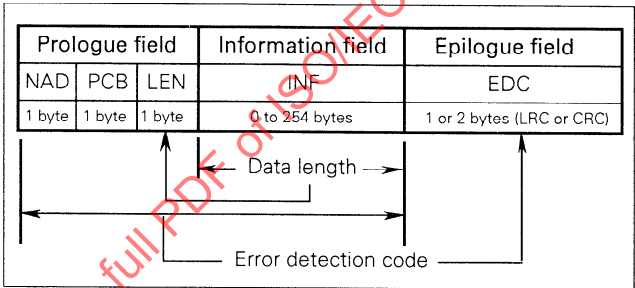 Prologue field Information field Epilogue field
NAD PCB LEN INF EDC
1 byte 1 byte 1 byte 0 to 254 bytes 1 or 2 bytes (LRC or CRC)
Data length
Error detection code
full PDF of ISO/IEC